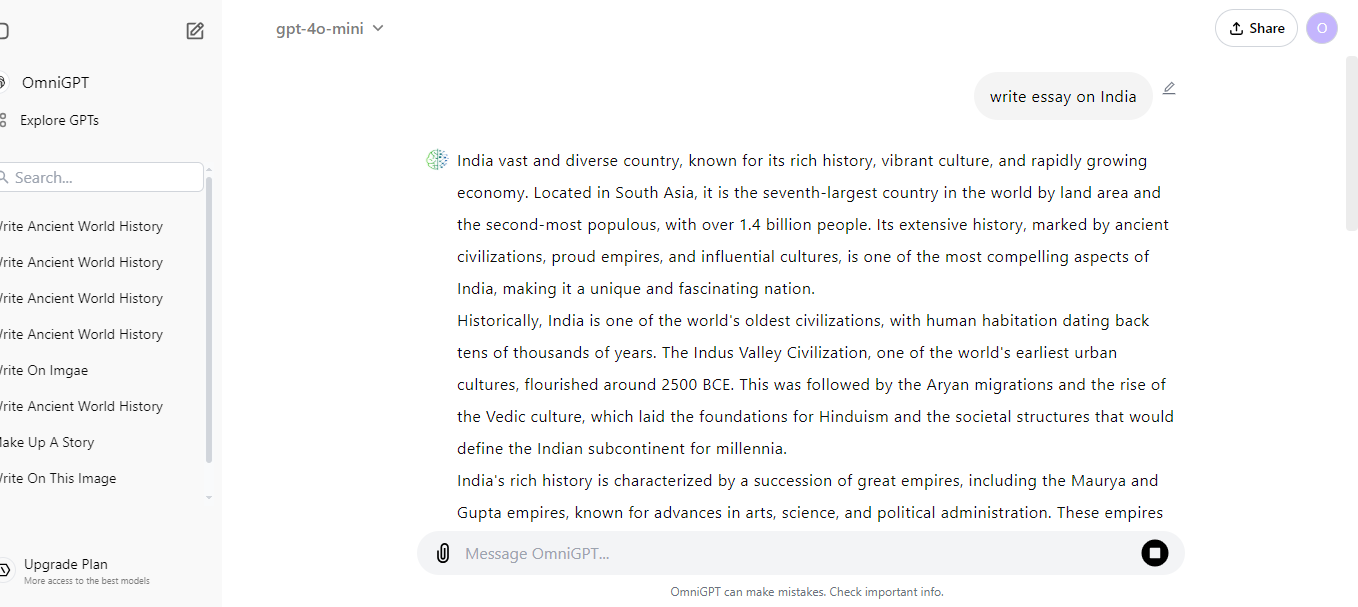 gpt-4o-mini
Share
O
OmniGPT
Explore GPTs
Search...
rite Ancient World History
rite Ancient World History
rite Ancient World History
rite Ancient World History
rite On Imgae
rite Ancient World History
ake Up A Story
rite On This Image
Upgrade Plan
More access to the best models
write essay on India
India vast and diverse country, known for its rich history, vibrant culture, and rapidly growing
economy. Located in South Asia, it is the seventh-largest country in the world by land area and
the second-most populous, with over 1.4 billion people. Its extensive history, marked by ancient
civilizations, proud empires, and influential cultures, is one of the most compelling aspects of
India, making it a unique and fascinating nation.
Historically, India is one of the world's oldest civilizations, with human habitation dating back
tens of thousands of years. The Indus Valley Civilization, one of the world's earliest urban
cultures, flourished around 2500 BCE. This was followed by the Aryan migrations and the rise of
the Vedic culture, which laid the foundations for Hinduism and the societal structures that would
define the Indian subcontinent for millennia.
India's rich history is characterized by a succession of great empires, including the Maurya and
Gupta empires, known for advances in arts, science, and political administration. These empires
Message OmniGPT...
OmniGPT can make mistakes. Check important info.